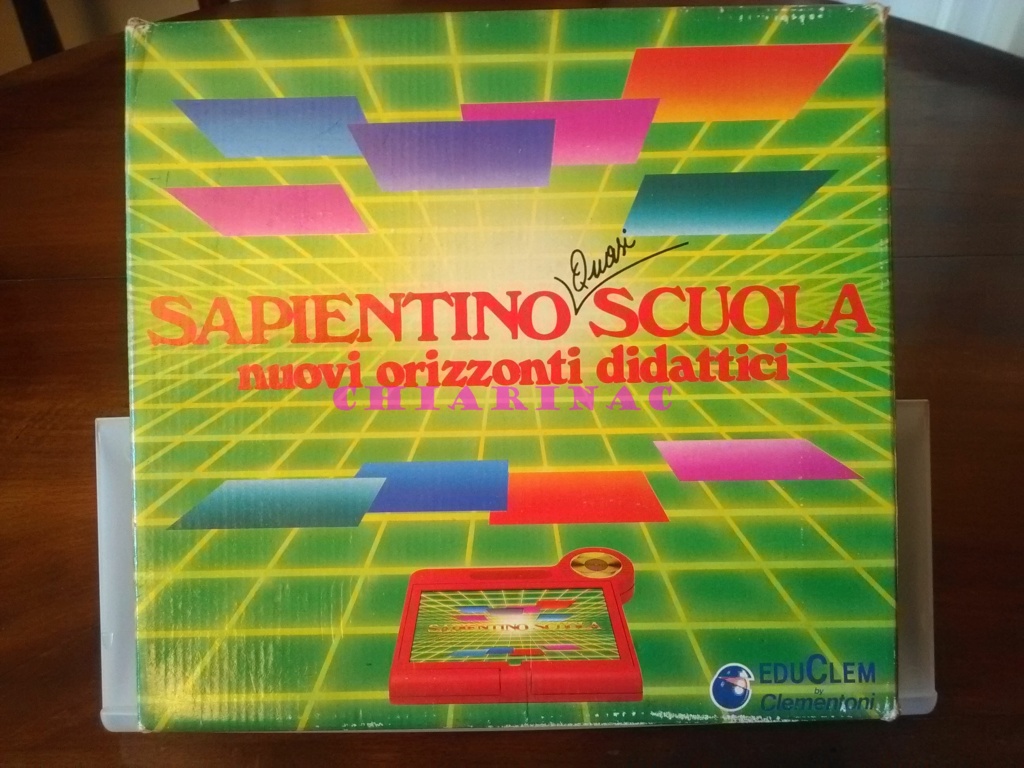 Quasi
SAPIENTINO SCUOLA
nuovi orizzonti didattici
CHIARINAC
SAPIENTINO SCUOLA
EDUCLEM
by
Clementoni